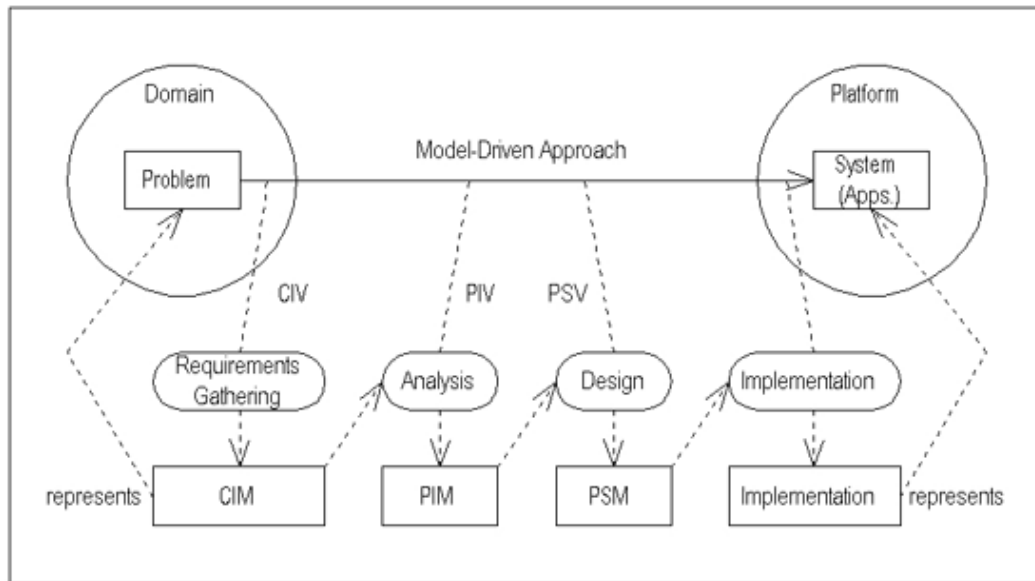 Domain
Platform
Model-Driven Approach
Problem
System
(Apps.)
CIV
PIV
PSV
Requirements
Gathering
Analysis
Design
Implementation
represents
CIM
PIM
PSM
Implementation
represents